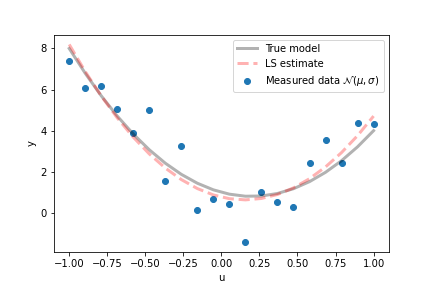 True model
LS estimate
Measured data 𝒩(μ, σ)
8
6
4
2
0
y
−1.00 −0.75 −0.50 −0.25 0.00 0.25 0.50 0.75 1.00
u